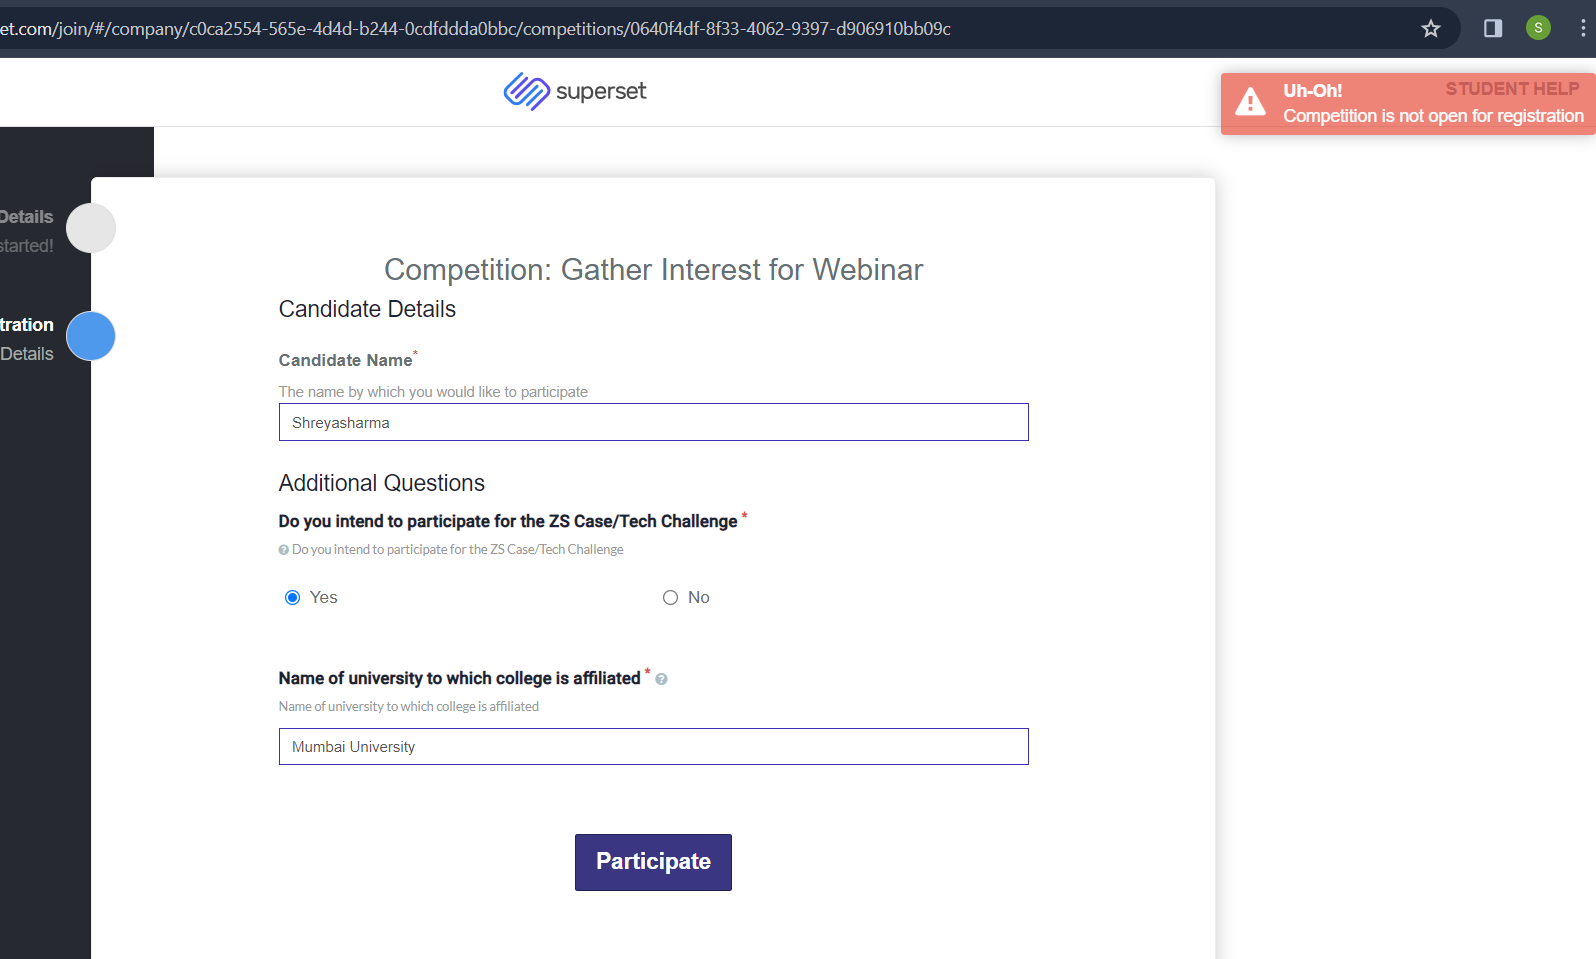 et.com/join/#/company/c0ca2554-565e-4d4d-b244-0cdfddda0bbc/competitions/0640f4df-8f33-4062-9397-d906910bb09c
S
superset
STUDENT HELP
Uh-Oh!
Competition is not open for registration
Details
started!
tration
Details
Competition: Gather Interest for Webinar
Candidate Details
Candidate Name*
The name by which you would like to participate
Shreyasharma
Additional Questions
Do you intend to participate for the ZS Case/Tech Challenge *
? Do you intend to participate for the ZS Case/Tech Challenge
Yes
No
Name of university to which college is affiliated * ?
Name of university to which college is affiliated
Mumbai University
Participate